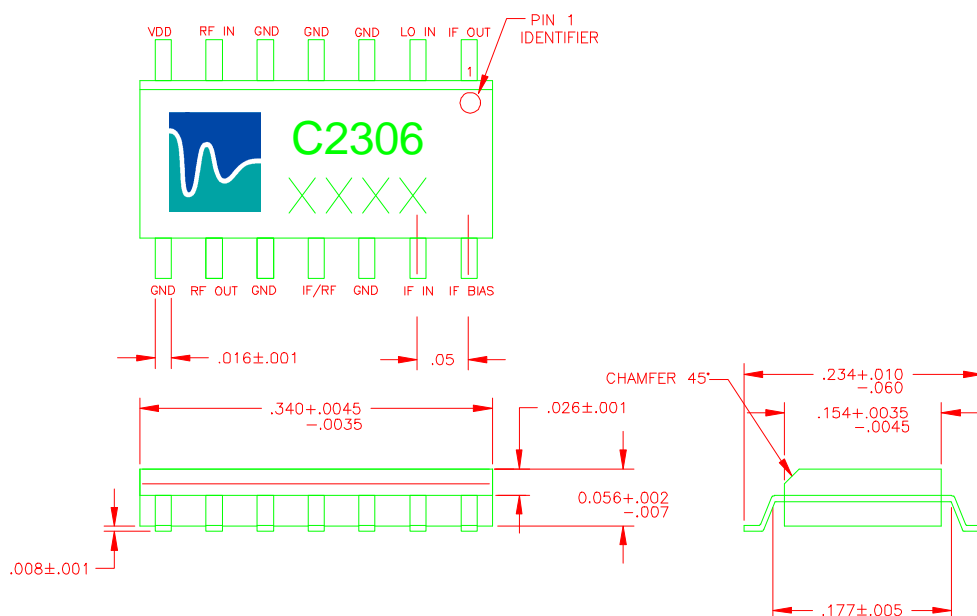 PIN 1
IDENTIFIER
VDD RF IN GND GND GND LO IN IF OUT
1
C2306
XXXX
GND RF OUT GND IF/RF GND IF IN IF BIAS
.016±.001
.05
CHAMFER 45°
.234+.010
-.060
.340+.0045
-.0035
.026±.001
.154+.0035
-.0045
0.056+.002
-.007
.008±.001
.177±.005